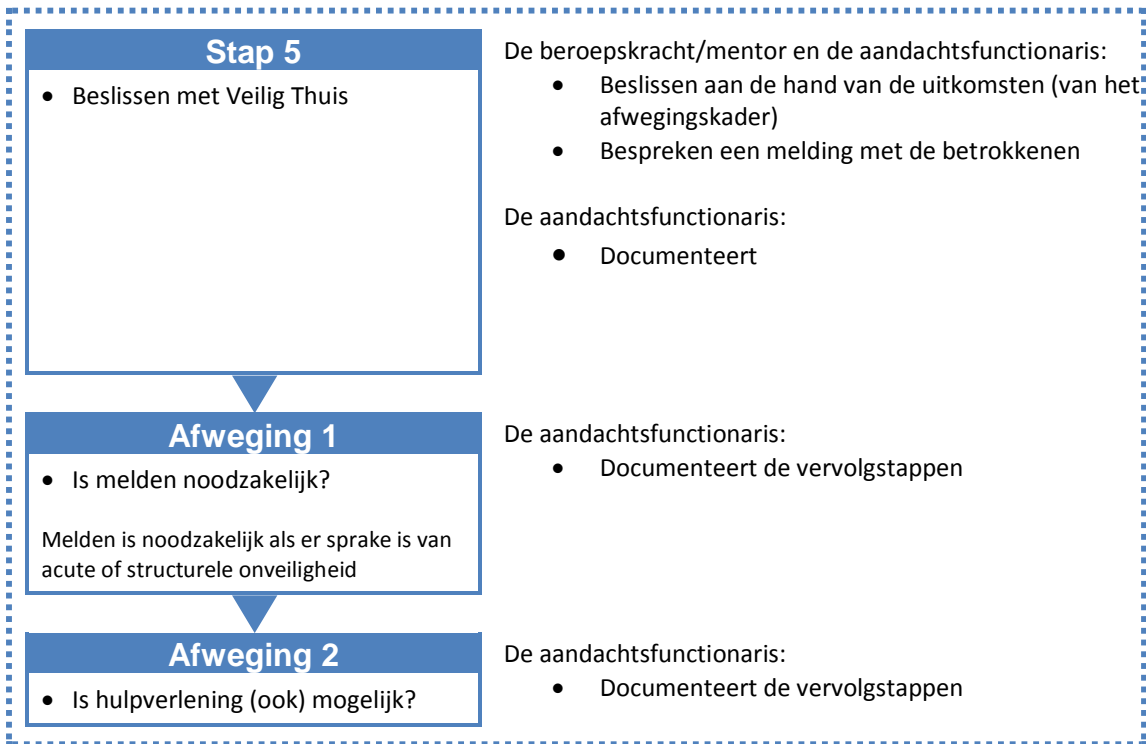 Stap 5
• Beslissen met Veilig Thuis
De beroepskracht/mentor en de aandachtsfunctionaris:
• Beslissen aan de hand van de uitkomsten (van het
afwegingskader)
• Bespreken een melding met de betrokkenen
De aandachtsfunctionaris:
• Documenteert
Afweging 1
• Is melden noodzakelijk?
Melden is noodzakelijk als er sprake is van
acute of structurele onveiligheid
De aandachtsfunctionaris:
• Documenteert de vervolgstappen
Afweging 2
• Is hulpverlening (ook) mogelijk?
De aandachtsfunctionaris:
• Documenteert de vervolgstappen